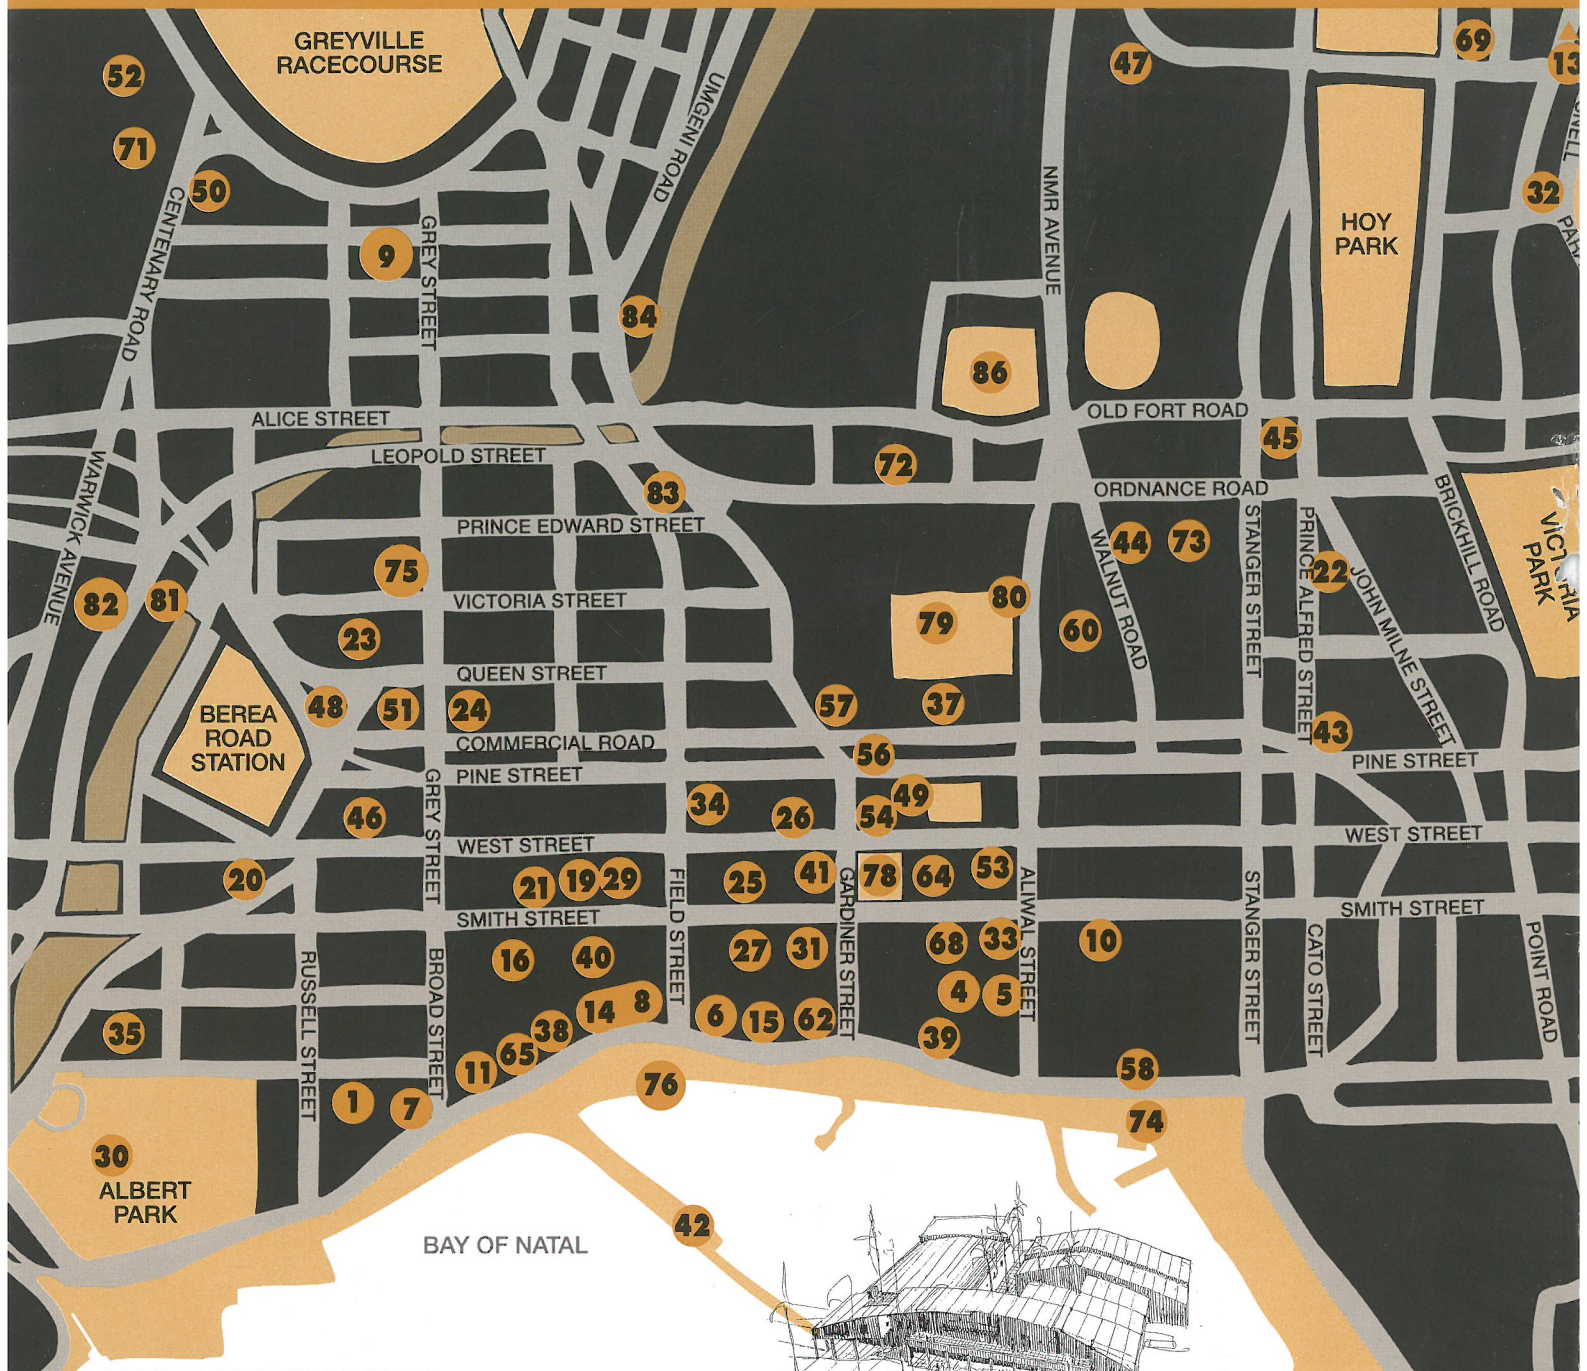 GREYVILLE
RACECOURSE
52
47
69
13
71
UMGENI ROAD
50
CENTENARY ROAD
NMR AVENUE
32
HOY
PARK
GREY STREET
9
84
86
ALICE STREET
OLD FORT ROAD
45
LEOPOLD STREET
72
WARWICK AVENUE
83
ORDNANCE ROAD
BRICKHILL ROAD
PRINCE EDWARD STREET
STANGER STREET
PRINCE ALFRED STREET
WALNUT ROAD
44
73
22
JOHN MILNE STREET
PARK
75
82
81
VICTORIA STREET
80
79
60
23
QUEEN STREET
48
51
24
57
37
BEREA
ROAD
STATION
COMMERCIAL ROAD
56
43
PINE STREET
PINE STREET
GREY STREET
46
34
26
49
54
WEST STREET
WEST STREET
20
21
19
29
FIELD STREET
25
41
GARDINER STREET
78
64
53
ALIWAL STREET
STANGER STREET
SMITH STREET
SMITH STREET
CATO STREET
POINT ROAD
RUSSELL STREET
BROAD STREET
16
40
27
31
68
33
10
4
5
14
8
6
15
62
35
38
39
65
11
58
1
7
76
74
30
ALBERT
PARK
42
BAY OF NATAL